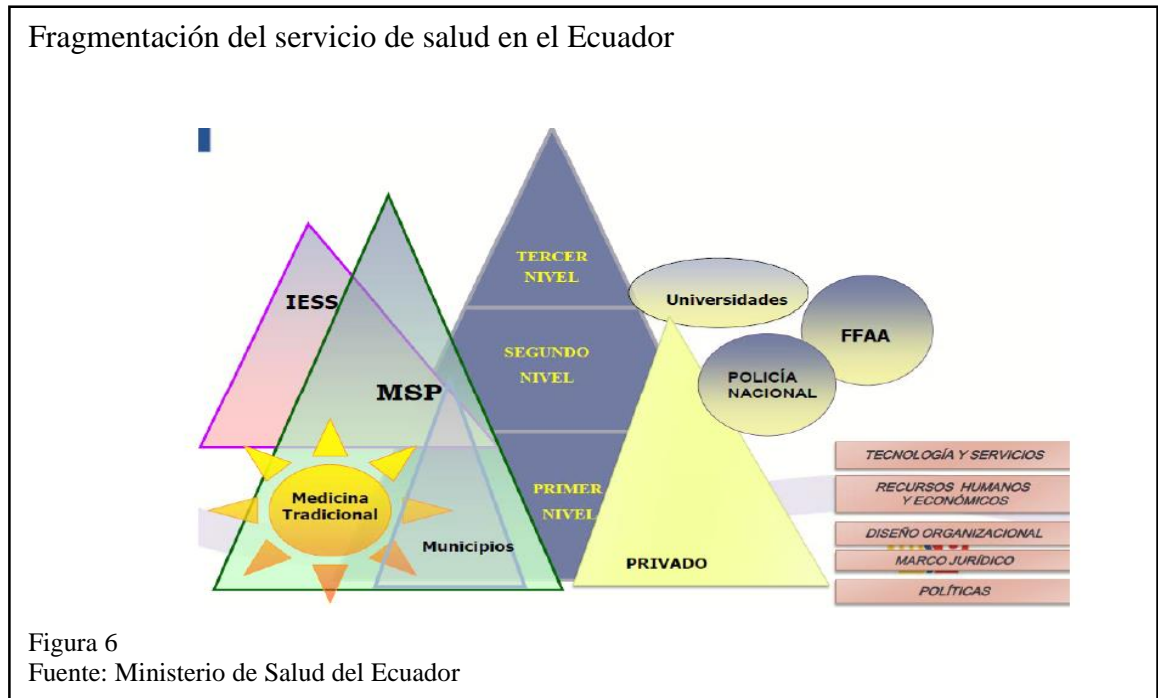 Fragmentación del servicio de salud en el Ecuador
TERCER
NIVEL
IESS
Universidades
FFAA
SEGUNDO
NIVEL
MSP
POLICÍA
NACIONAL
TECNOLOGÍA Y SERVICIOS
RECURSOS HUMANOS
Y ECONÓMICOS
Medicina
Tradicional
PRIMER
NIVEL
DISEÑO ORGANIZACIONAL
Municipios
PRIVADO
MARCO JURÍDICO
POLÍTICAS
Figura 6
Fuente: Ministerio de Salud del Ecuador